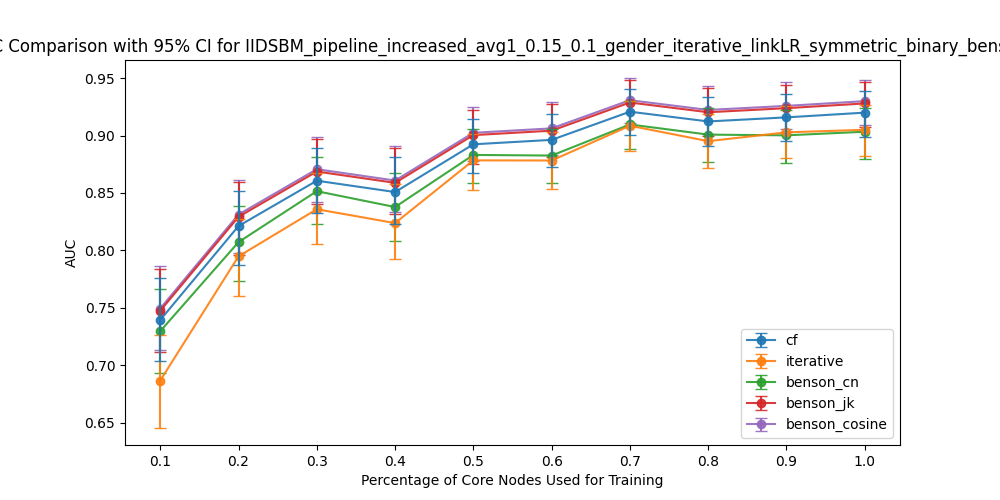 Comparison with 95% CI for IIDSBM_pipeline_increased_avg1_0.15_0.1_gender_iterative_linkLR_symmetric_binary_bens
AUC
0.95
0.90
0.85
0.80
0.75
0.70
0.65
cf
iterative
benson_cn
benson_jk
benson_cosine
0.1 0.2 0.3 0.4 0.5 0.6 0.7 0.8 0.9 1.0
Percentage of Core Nodes Used for Training